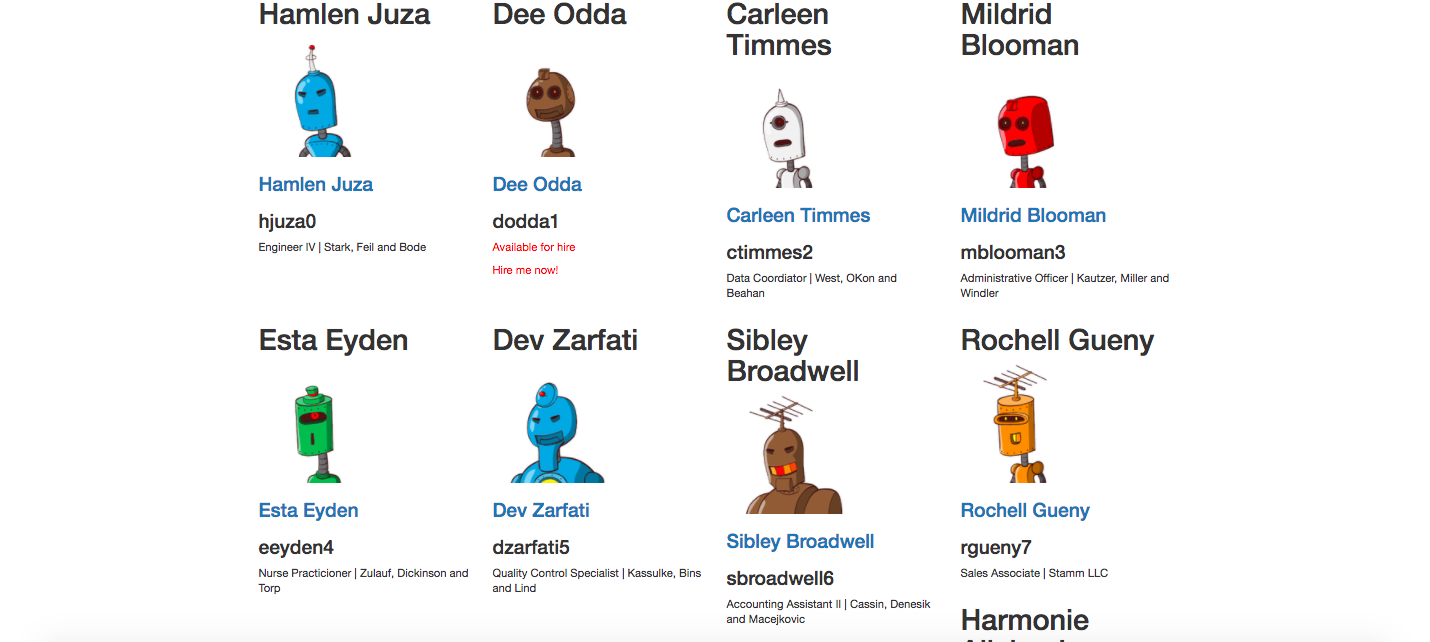 Hamlen Juza
Hamlen Juza
hjuza0
Engineer IV | Stark, Feil and Bode
Dee Odda
Dee Odda
dodda1
Available for hire
Hire me now!
Carleen
Timmes
Carleen Timmes
ctimmes2
Data Coordiator | West, OKon and
Beahan
Mildrid
Blooman
Mildrid Blooman
mblooman3
Administrative Officer | Kautzer, Miller and
Windler
Esta Eyden
Esta Eyden
eeyden4
Nurse Practicioner | Zulauf, Dickinson and
Torp
Dev Zarfati
Dev Zarfati
dzarfati5
Quality Control Specialist | Kassulke, Bins
and Lind
Sibley
Broadwell
Sibley Broadwell
sbroadwell6
Accounting Assistant II | Cassin, Denesik
and Macejkovic
Rochell Gueny
Rochell Gueny
rgueny7
Sales Associate | Stamm LLC
Harmonie